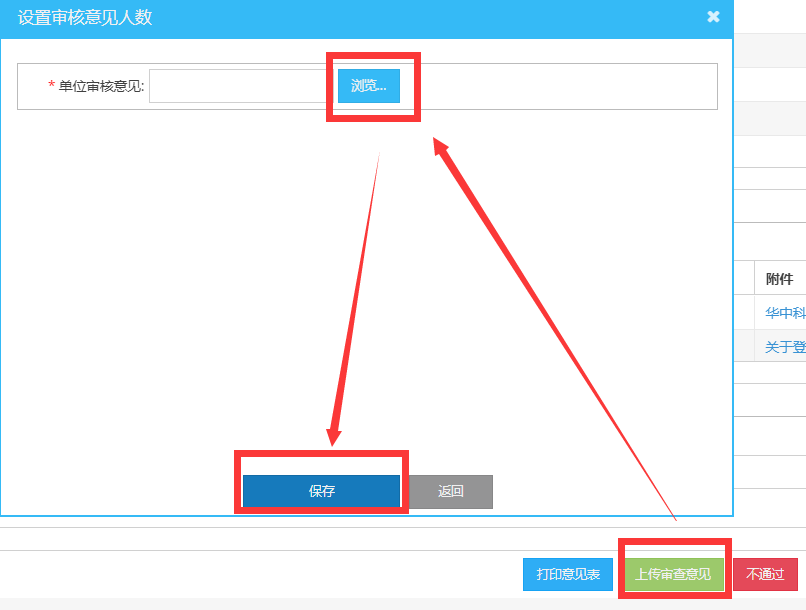 设置审核意见人数
* 单位审核意见:
浏览...
附件
华中科
关于登
保存
返回
打印意见表
上传审查意见
不通过